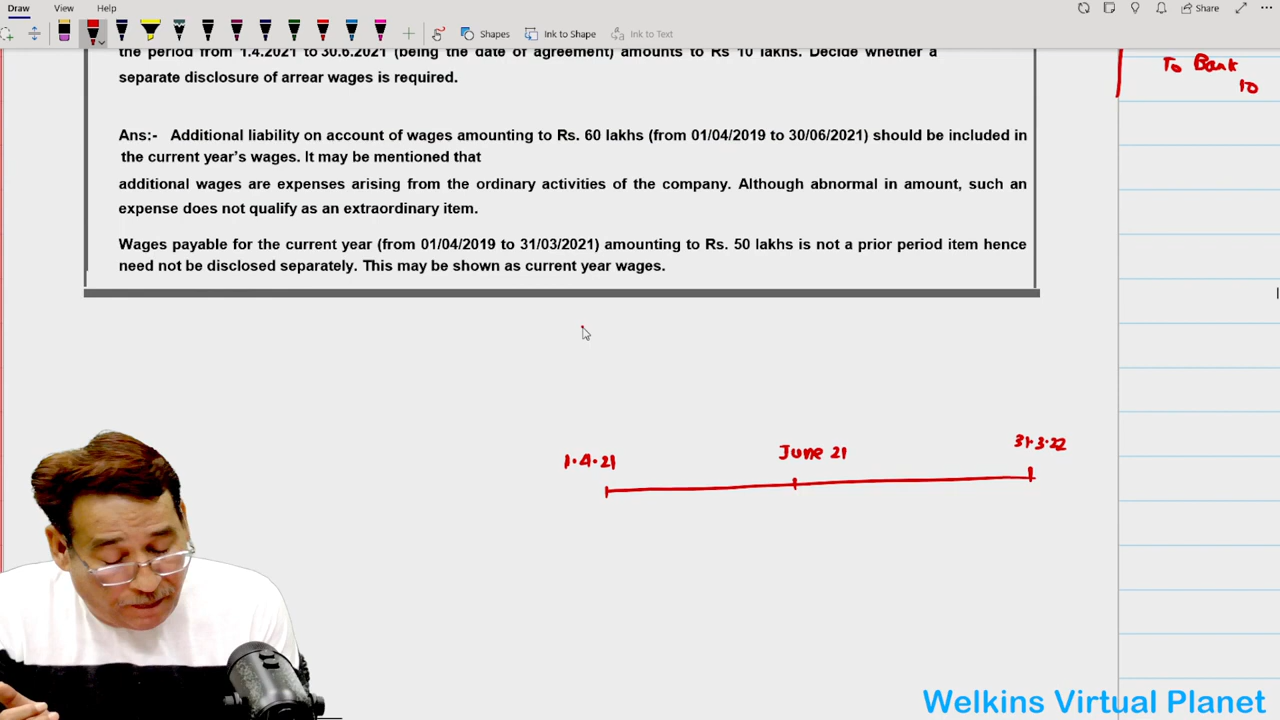 Draw View Help
Share
Shapes Ink to Shape Ink to Text
the period from 1.4.2021 to 30.6.2021 (being the date of agreement) amounts to Rs 10 lakhs. Decide whether a
separate disclosure of arrear wages is required.
To Bank
10
Ans:- Additional liability on account of wages amounting to Rs. 60 lakhs (from 01/04/2019 to 30/06/2021) should be included in
the current year's wages. It may be mentioned that
additional wages are expenses arising from the ordinary activities of the company. Although abnormal in amount, such an
expense does not qualify as an extraordinary item.
Wages payable for the current year (from 01/04/2019 to 31/03/2021) amounting to Rs. 50 lakhs is not a prior period item hence
need not be disclosed separately. This may be shown as current year wages.
1.4.21 June 21 31.3.22
Welkins Virtual Planet